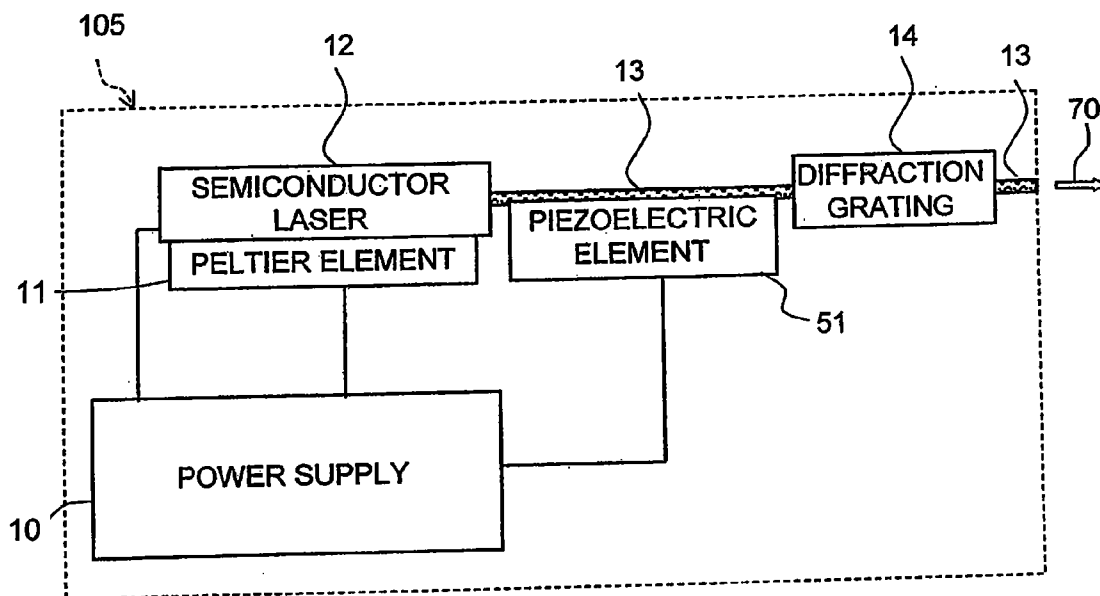 105
12
13
14
13
70
SEMICONDUCTOR
LASER
DIFFRACTION
GRATING
PIEZOELECTRIC
ELEMENT
PELTIER ELEMENT
11
51
POWER SUPPLY
10